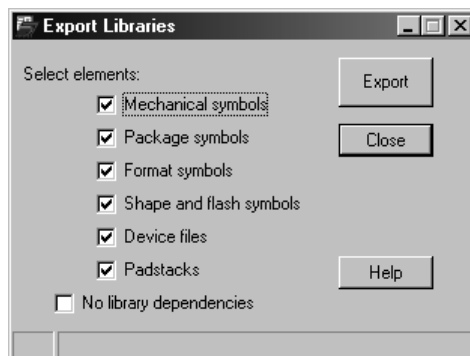 Export Libraries
Select elements:
Export
Mechanical symbols
Package symbols
Close
Format symbols
Shape and flash symbols
Device files
Padstacks
Help
No library dependencies